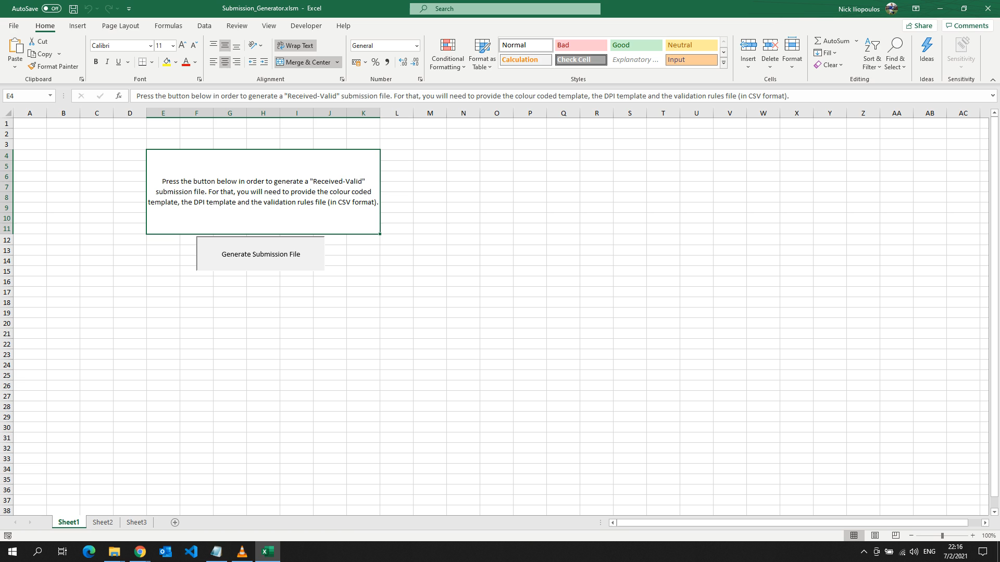 AutoSave Off
Submission_Generator.xlsm - Excel
Search
Nick Iliopoulos
File Home Insert Page Layout Formulas Data Review View Developer Help
Share Comments
Paste
Cut
Copy
Format Painter
Clipboard
Calibri 11
B I U
Font
Wrap Text
Merge & Center
Alignment
General
Number
Conditional
Formatting
Format as
Table
Normal Bad Good Neutral
Calculation Check Cell Explanatory ... Input
Styles
Insert Delete Format
Cells
AutoSum
Fill
Clear
Sort &
Filter
Find &
Select
Editing
Ideas
Ideas
Sensitivity
Sensitivity
E4
fx
Press the button below in order to generate a "Received-Valid" submission file. For that, you will need to provide the colour coded template, the DPI template and the validation rules file (in CSV format).
A B C D E F G H I J K L M N O P Q R S T U V W X Y Z AA AB AC
1
2
3
4
5
6
7
8
9
10
11
12
13
14
15
16
17
18
19
20
21
22
23
24
25
26
27
28
29
30
31
32
33
34
35
36
37
38
Press the button below in order to generate a "Received-Valid"
submission file. For that, you will need to provide the colour coded
template, the DPI template and the validation rules file (in CSV format).
Generate Submission File
Sheet1 Sheet2 Sheet3
100%
ENG
22:16
7/2/2021